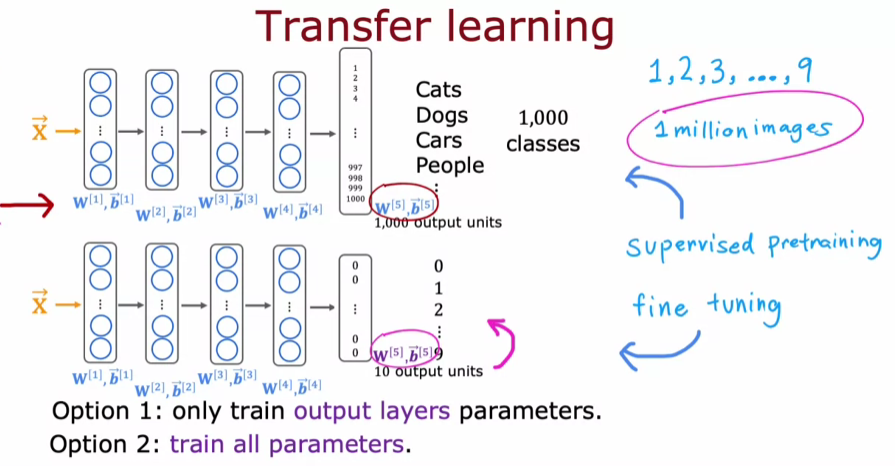 Transfer learning
1, 2, 3, ..., 9
1 million images
1
2
3
4
⋮
997
998
999
1000
Cats
Dogs
Cars
People
⋮
1,000
classes
x⃗
⋮
⋮
⋮
⋮
W[1], b⃗[1]
W[2], b⃗[2]
W[3], b⃗[3]
W[4], b⃗[4]
W[5], b⃗[5]
1,000 output units
supervised pretraining
fine tuning
x⃗
⋮
⋮
⋮
⋮
0
0
⋮
0
0
0
1
2
⋮
9
W[1], b⃗[1]
W[2], b⃗[2]
W[3], b⃗[3]
W[4], b⃗[4]
W[5], b⃗[5]
10 output units
Option 1: only train output layers parameters.
Option 2: train all parameters.